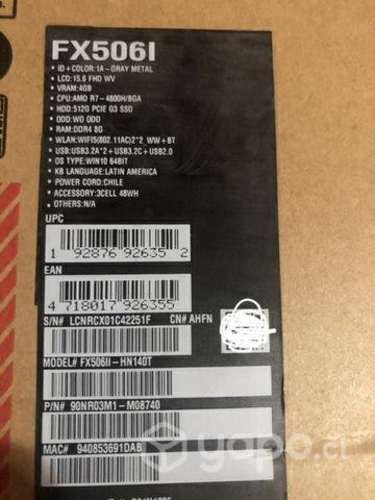 FX506I
ID+COLOR:1A-GRAY METAL
LCD:15.6 FHD WV
VRAM:4GB
CPU:AMD R7-4800H/BGA
HDD:512G PCIE G3 SSD
ODD:WO ODD
RAM:DDR4 8G
WLAN:WIFI5(802.11AC)2*2_WW+BT
USB:USB3.2A*2+USB3.2C+USB2.0
OS TYPE:WIN10 64BIT
KB LANGUAGE:LATIN AMERICA
POWER CORD:CHILE
ACCESSORY:3CELL 48WH
OTHERS:N/A
UPC
1 92876 92635 2
EAN
4 718017 926355
S/N# LCNRCX01C42251F CN# AHFN
MODEL# FX506II-HN140T
P/N# 90NR03M1-M08740
MAC# 940853691DAB
yapo.cl